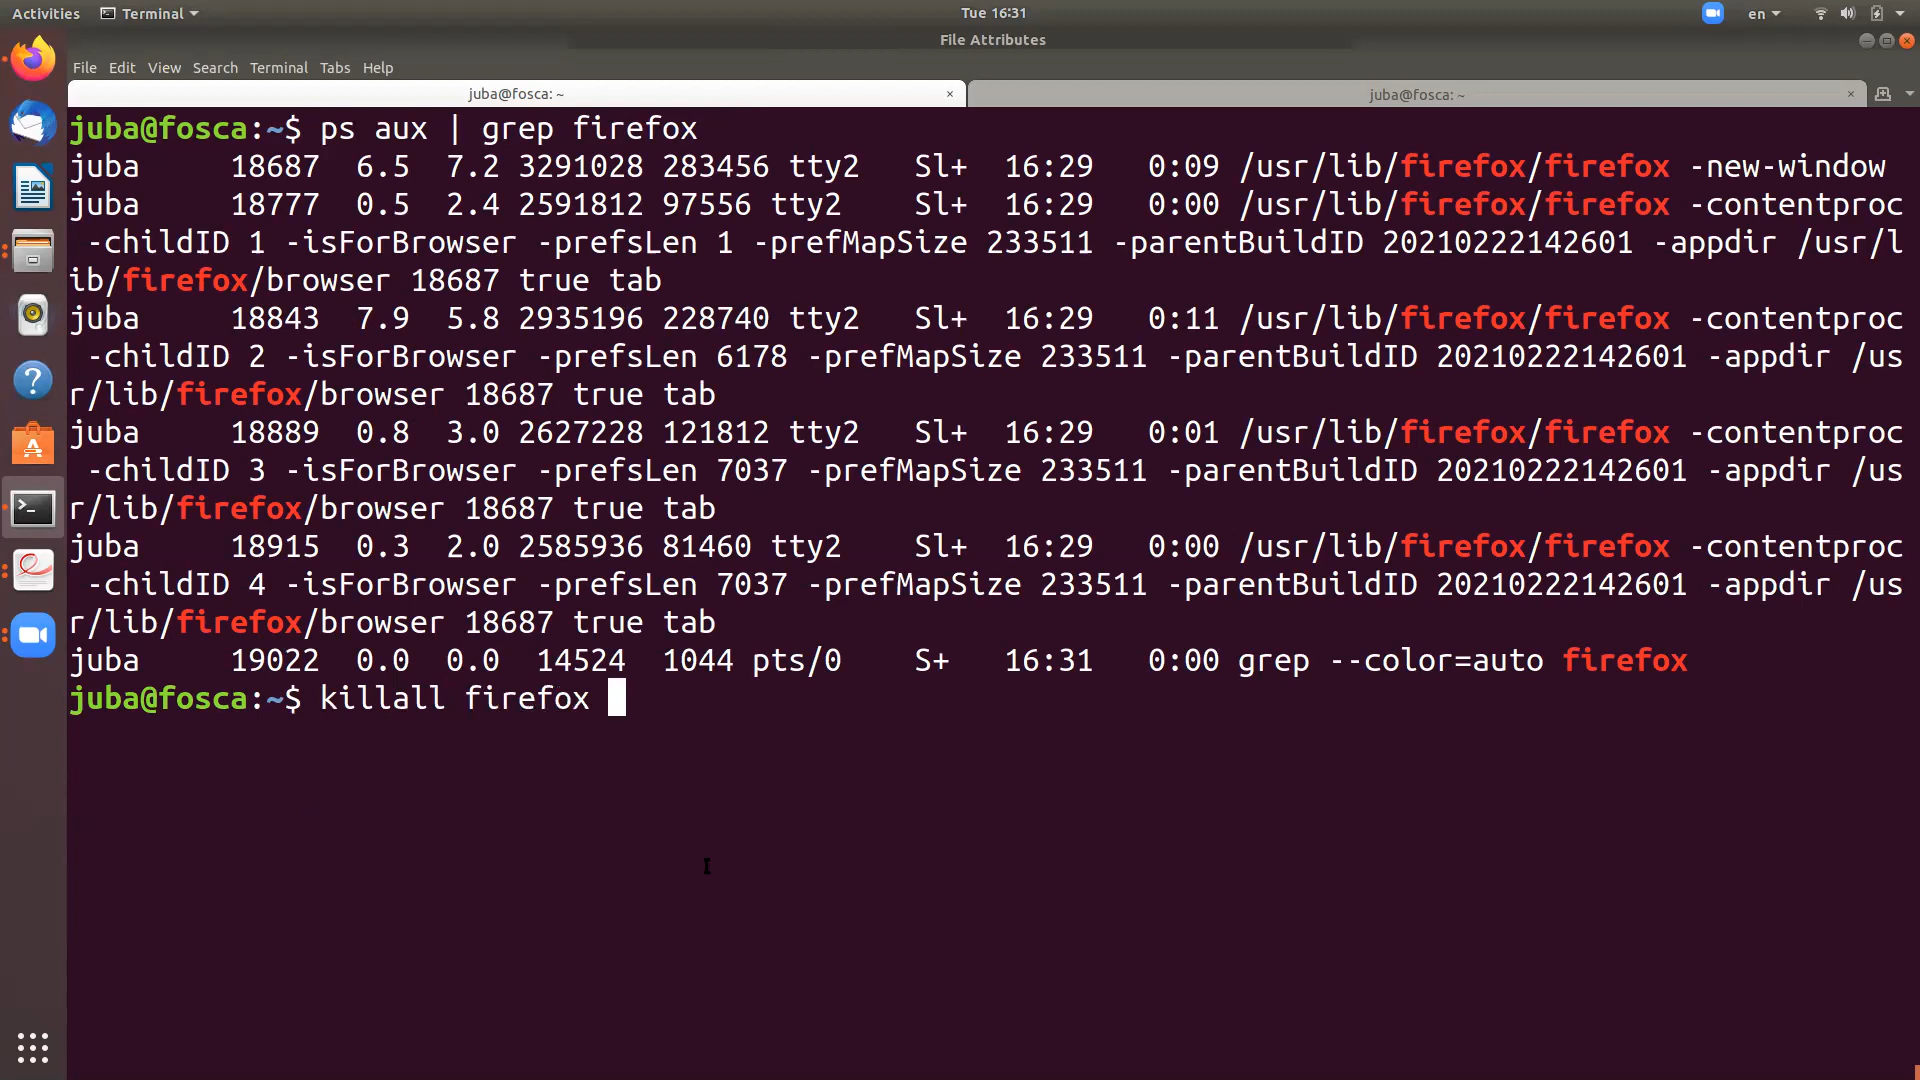 Activities Terminal Tue 16:31 en
File Attributes
File Edit View Search Terminal Tabs Help
juba@fosca: ~ × juba@fosca: ~ ×
juba@fosca:~$ ps aux | grep firefox
juba     18687  6.5  7.2 3291028 283456 tty2   Sl+  16:29   0:09 /usr/lib/firefox/firefox -new-window
juba     18777  0.5  2.4 2591812 97556 tty2    Sl+  16:29   0:00 /usr/lib/firefox/firefox -contentproc
 -childID 1 -isForBrowser -prefsLen 1 -prefMapSize 233511 -parentBuildID 20210222142601 -appdir /usr/l
ib/firefox/browser 18687 true tab
juba     18843  7.9  5.8 2935196 228740 tty2   Sl+  16:29   0:11 /usr/lib/firefox/firefox -contentproc
 -childID 2 -isForBrowser -prefsLen 6178 -prefMapSize 233511 -parentBuildID 20210222142601 -appdir /us
r/lib/firefox/browser 18687 true tab
juba     18889  0.8  3.0 2627228 121812 tty2   Sl+  16:29   0:01 /usr/lib/firefox/firefox -contentproc
 -childID 3 -isForBrowser -prefsLen 7037 -prefMapSize 233511 -parentBuildID 20210222142601 -appdir /us
r/lib/firefox/browser 18687 true tab
juba     18915  0.3  2.0 2585936 81460 tty2    Sl+  16:29   0:00 /usr/lib/firefox/firefox -contentproc
 -childID 4 -isForBrowser -prefsLen 7037 -prefMapSize 233511 -parentBuildID 20210222142601 -appdir /us
r/lib/firefox/browser 18687 true tab
juba     19022  0.0  0.0  14524  1044 pts/0    S+   16:31   0:00 grep --color=auto firefox
juba@fosca:~$ killall firefox